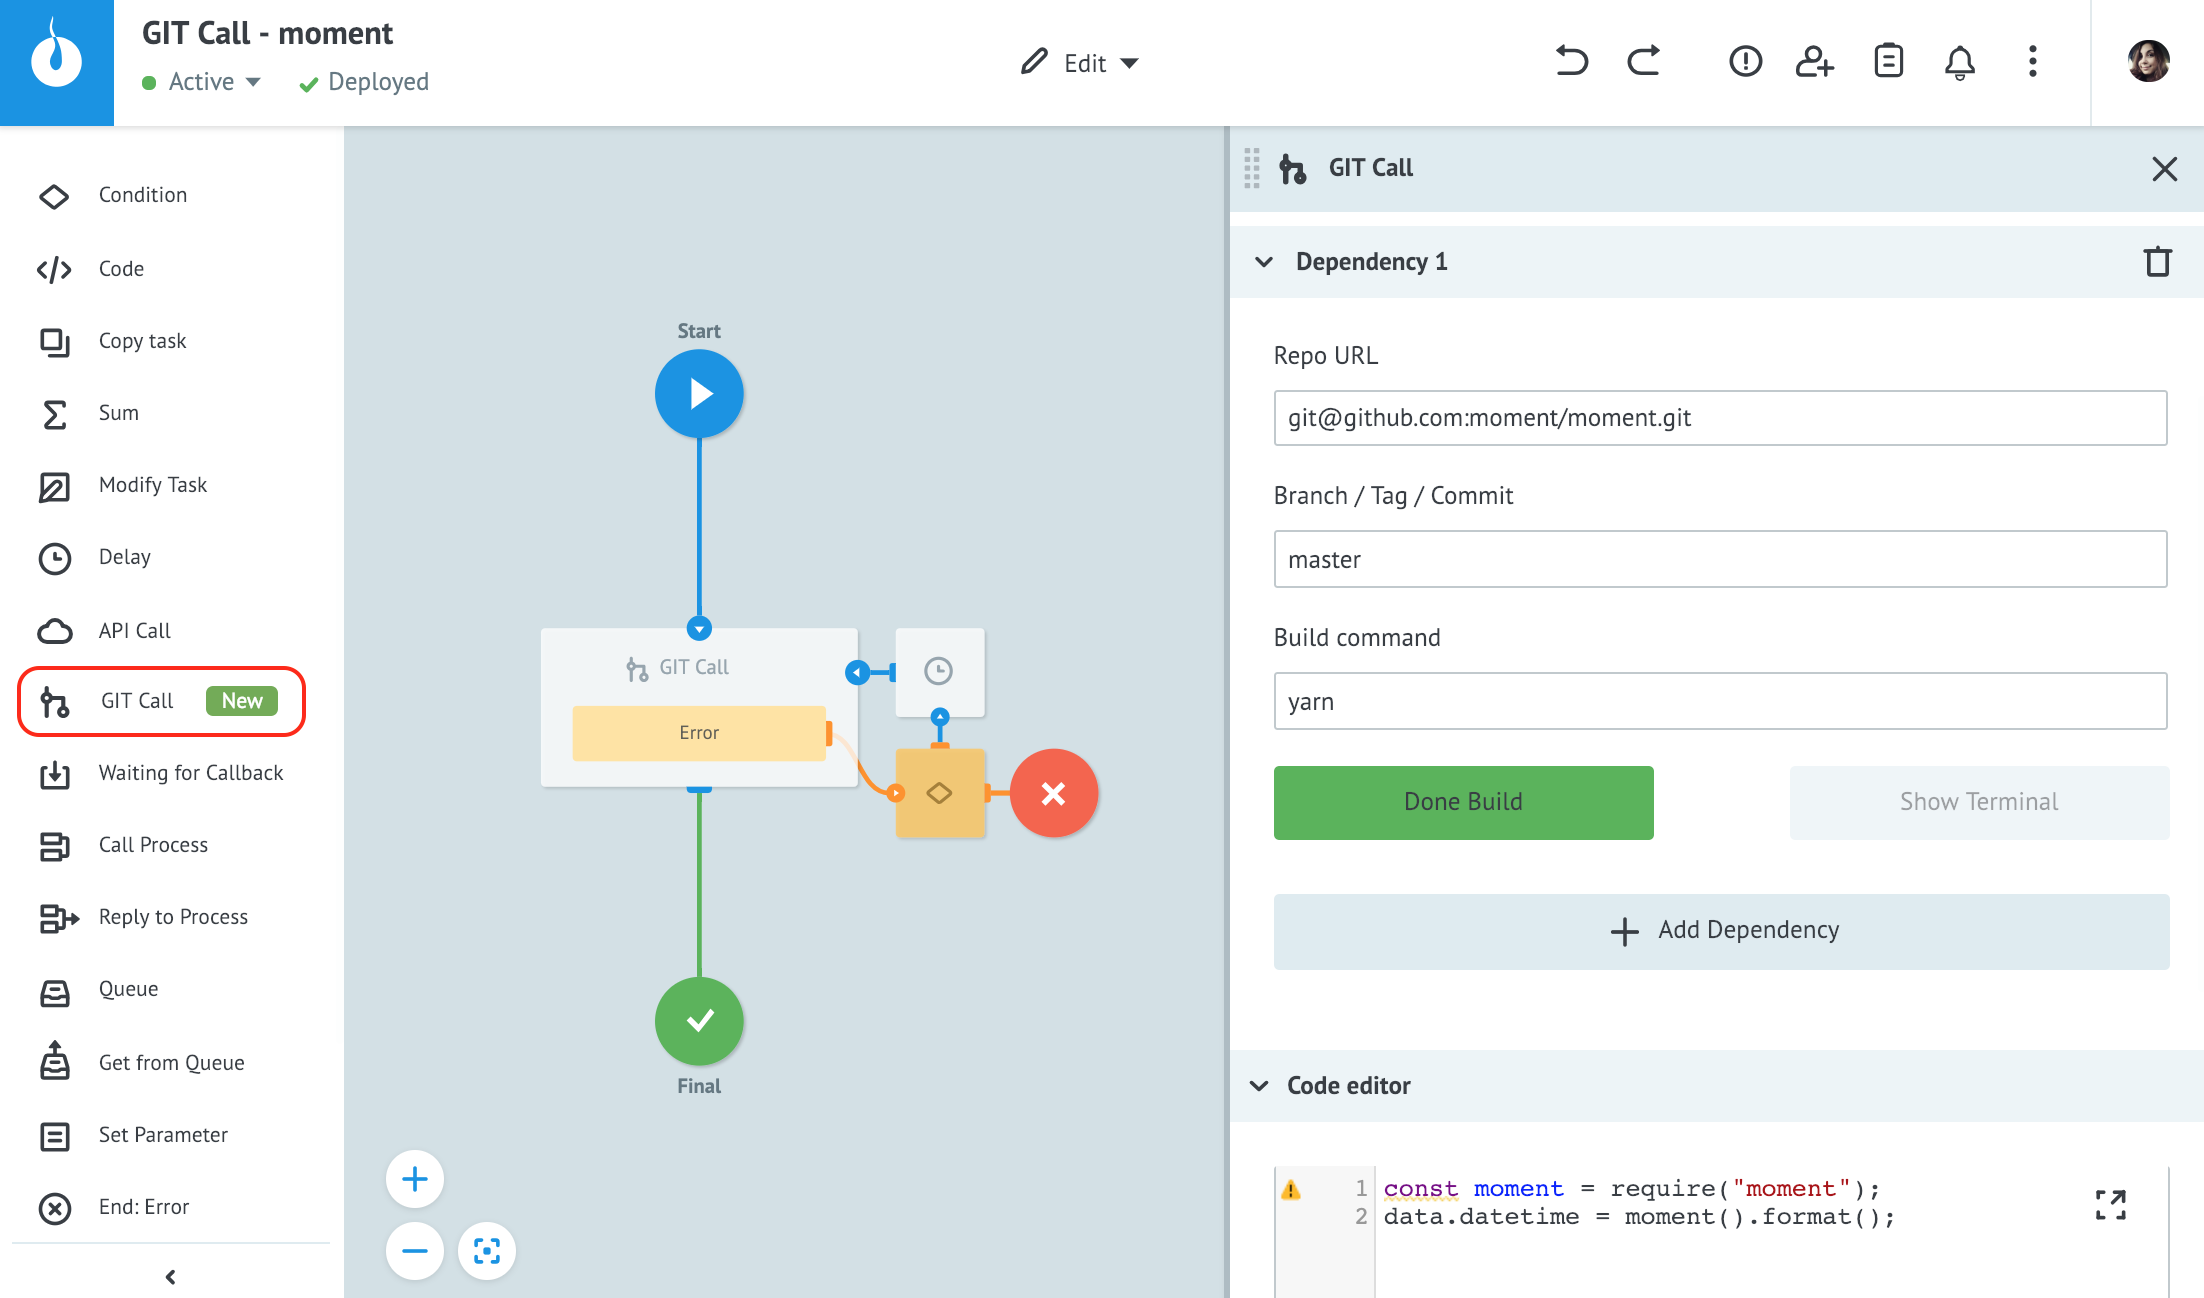 GIT Call - moment
Active
Deployed
Edit
Condition
Code
Copy task
Sum
Modify Task
Delay
API Call
GIT Call New
Waiting for Callback
Call Process
Reply to Process
Queue
Get from Queue
Set Parameter
End: Error
Start
GIT Call
Error
Final
GIT Call
Dependency 1
Repo URL
git@github.com:moment/moment.git
Branch / Tag / Commit
master
Build command
yarn
Done Build
Show Terminal
Add Dependency
Code editor
1 const moment = require("moment");
2 data.datetime = moment().format();